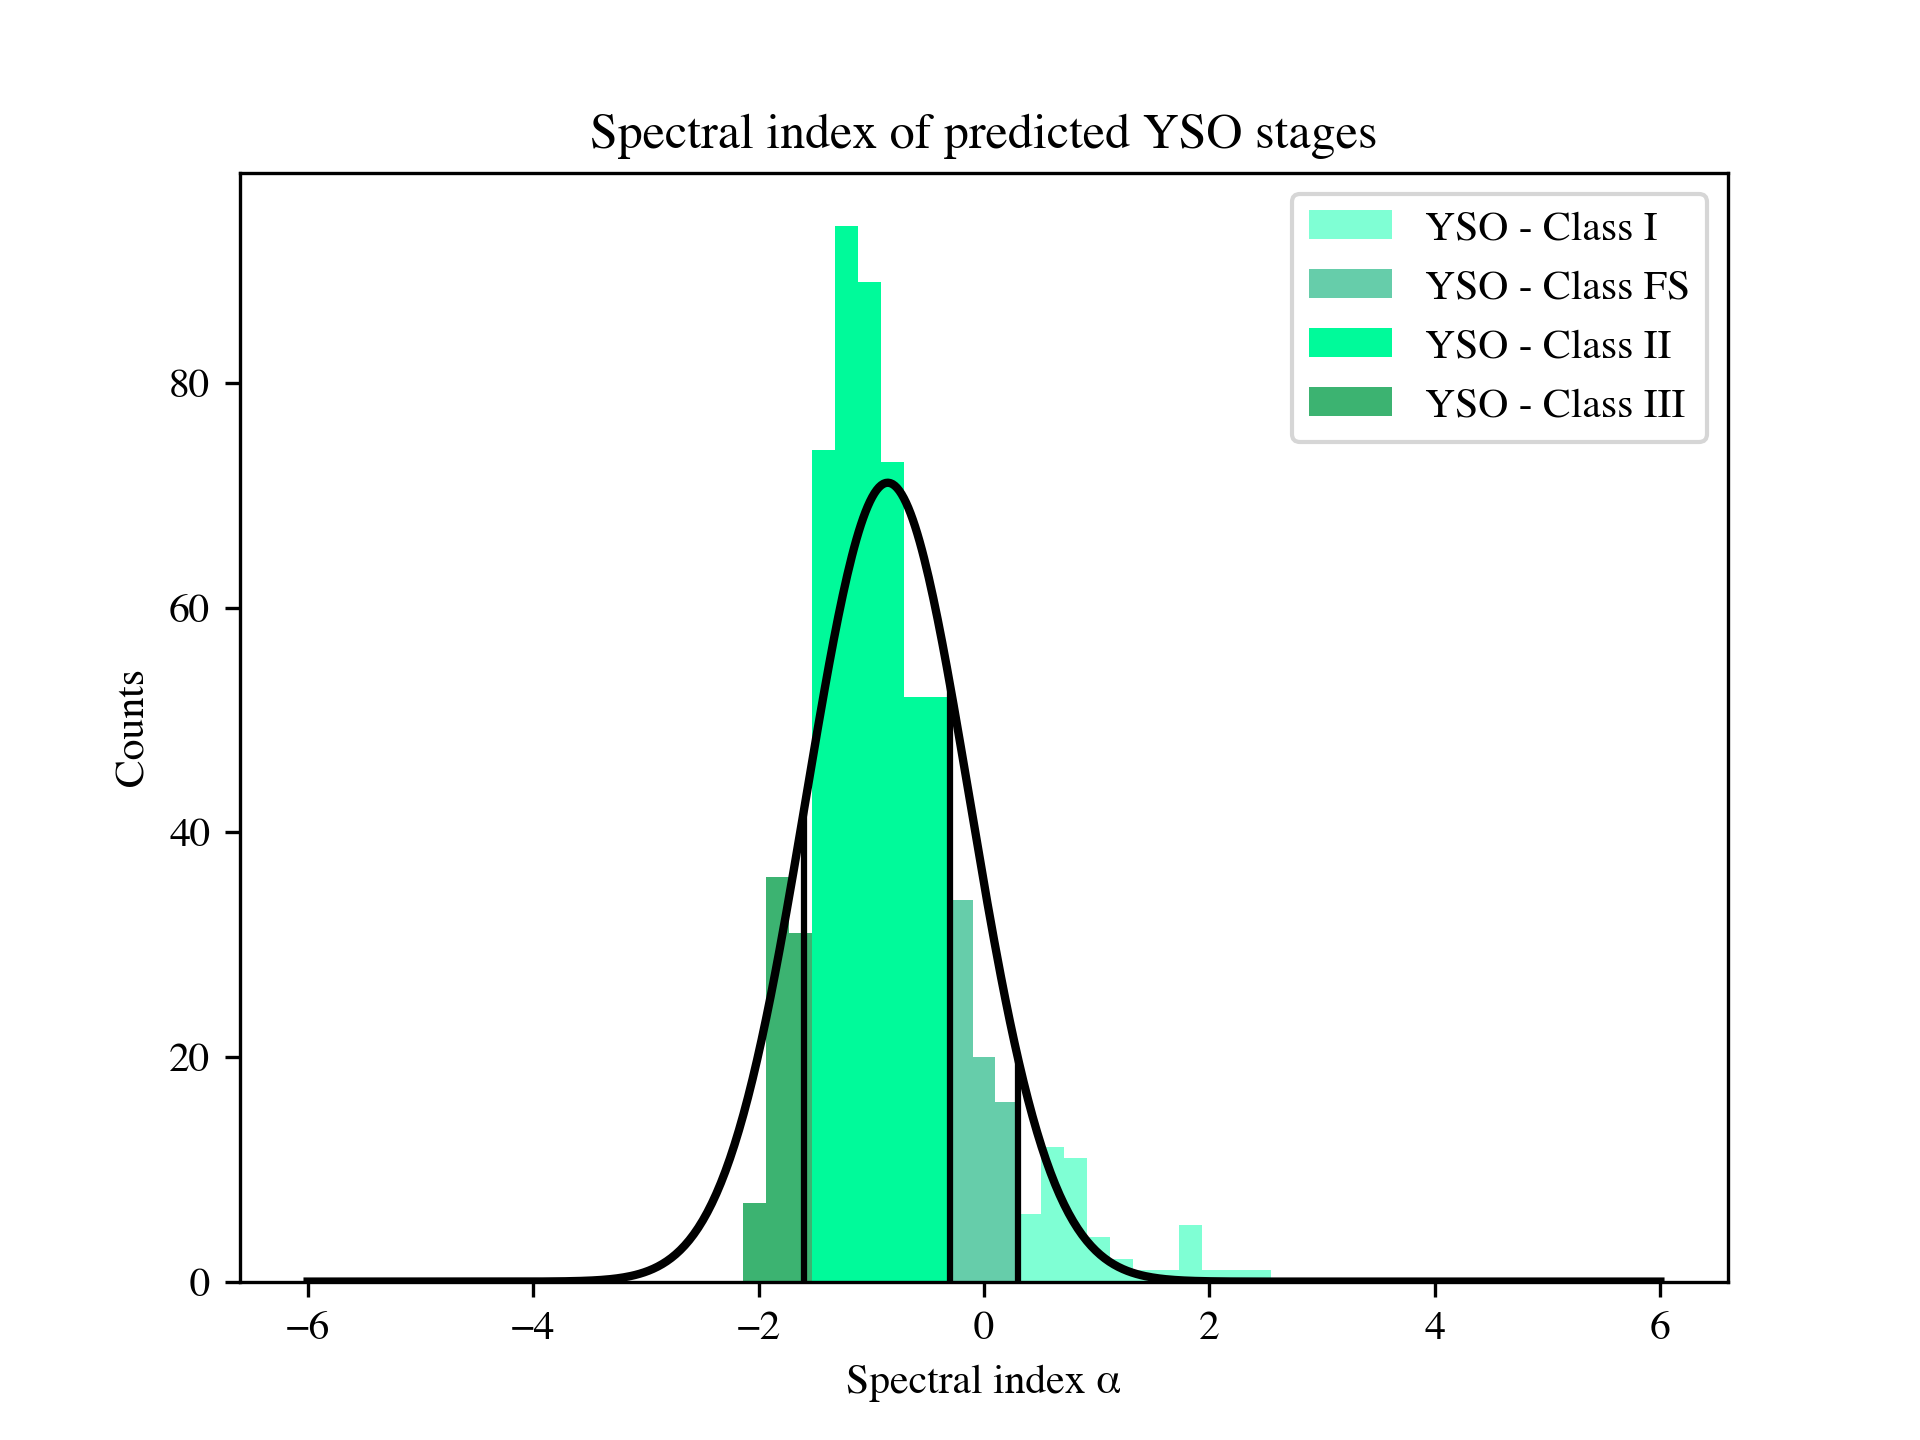 Spectral index of predicted YSO stages
YSO - Class I
YSO - Class FS
YSO - Class II
YSO - Class III
80
60
40
20
0
Counts
−6 −4 −2 0 2 4 6
Spectral index α